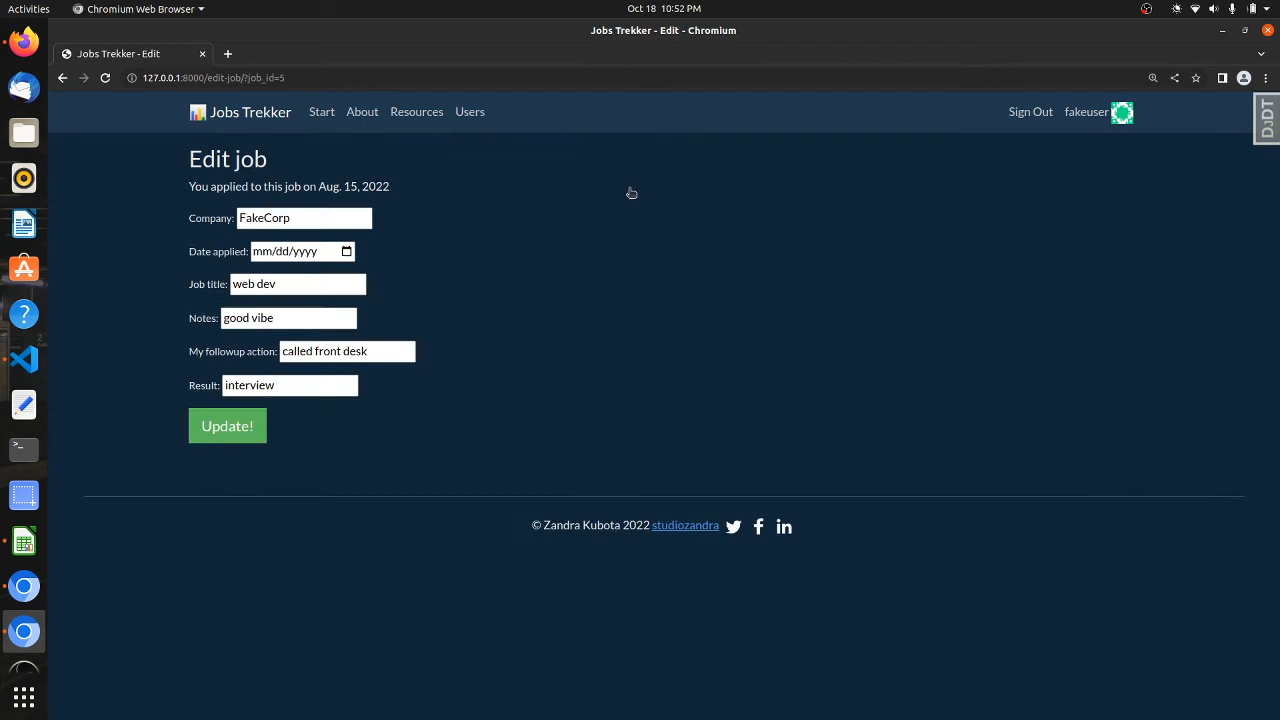 Activities
Chromium Web Browser
Oct 18 10:52 PM
Jobs Trekker - Edit - Chromium
Jobs Trekker - Edit
127.0.0.1:8000/edit-job/?job_id=5
Jobs Trekker
Start
About
Resources
Users
Sign Out
fakeuser
DJDT
Edit job
You applied to this job on Aug. 15, 2022
Company: FakeCorp
Date applied: mm/dd/yyyy
Job title: web dev
Notes: good vibe
My followup action: called front desk
Result: interview
Update!
© Zandra Kubota 2022 studiozandra